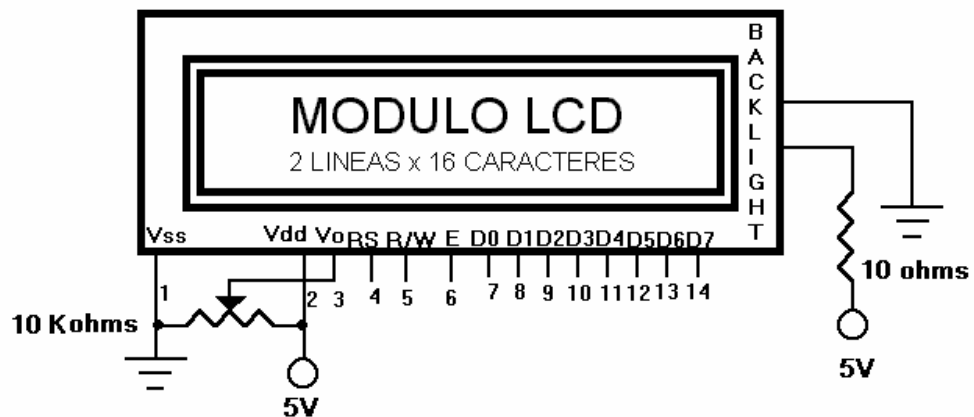 BACKLIGHT
MODULO LCD
2 LINEAS x 16 CARACTERES
Vss Vdd Vo RS R/W E D0 D1 D2 D3 D4 D5 D6 D7
1 2 3 4 5 6 7 8 9 10 11 12 13 14
10 ohms
10 Kohms
5V
5V